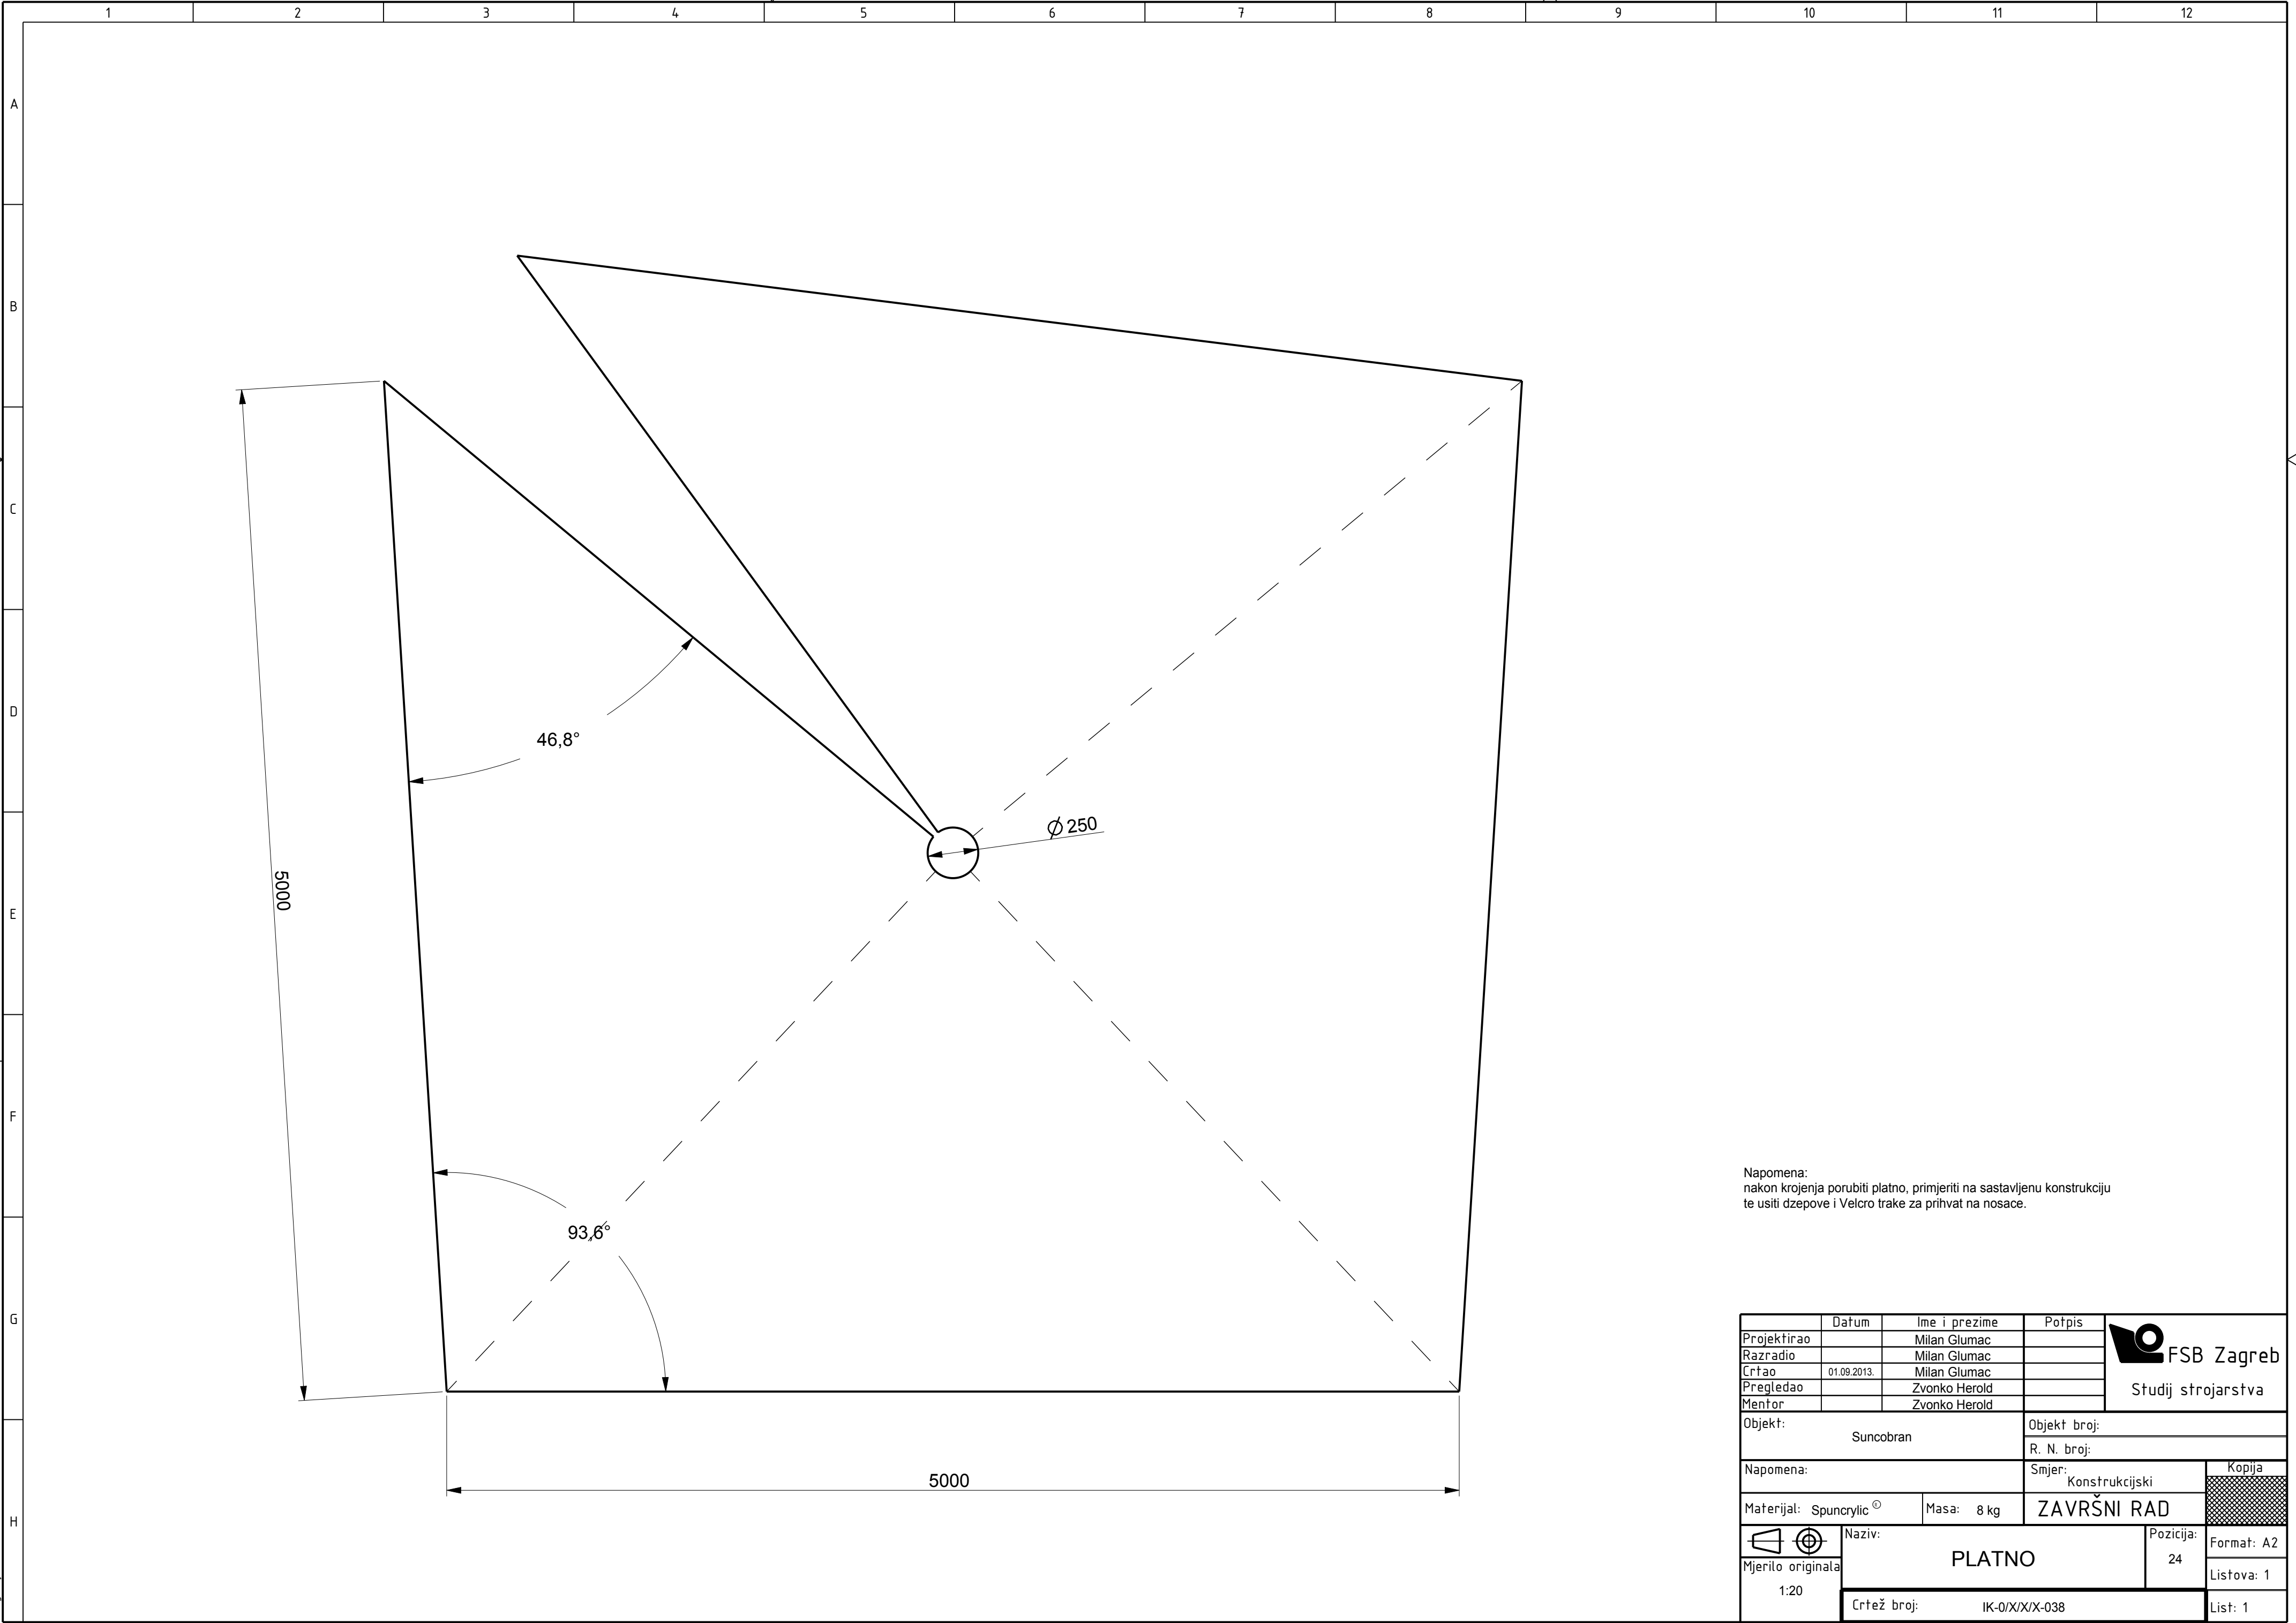 1 2 3 4 5 6 7 8 9 10 11 12
A
B
C
D
E
F
G
H
46,8°
Ø 250
5000
93,6°
5000
Napomena:
nakon krojenja porubiti platno, primjeriti na sastavljenu konstrukciju
te usiti dzepove i Velcro trake za prihvat na nosace.
Datum Ime i prezime Potpis
Projektirao Milan Glumac
Razradio Milan Glumac
Crtao 01.09.2013. Milan Glumac
Pregledao Zvonko Herold
Mentor Zvonko Herold
FSB Zagreb
Studij strojarstva
Objekt:
Suncobran
Objekt broj:
R. N. broj:
Napomena:
Smjer:
Konstrukcijski
Kopija
Materijal: Spuncrylic
Masa: 8 kg
ZAVRŠNI RAD
Naziv:
PLATNO
Pozicija:
24
Format: A2
Mjerilo originala
1:20
Listova: 1
Crtež broj: IK-0/X/X/X-038
List: 1